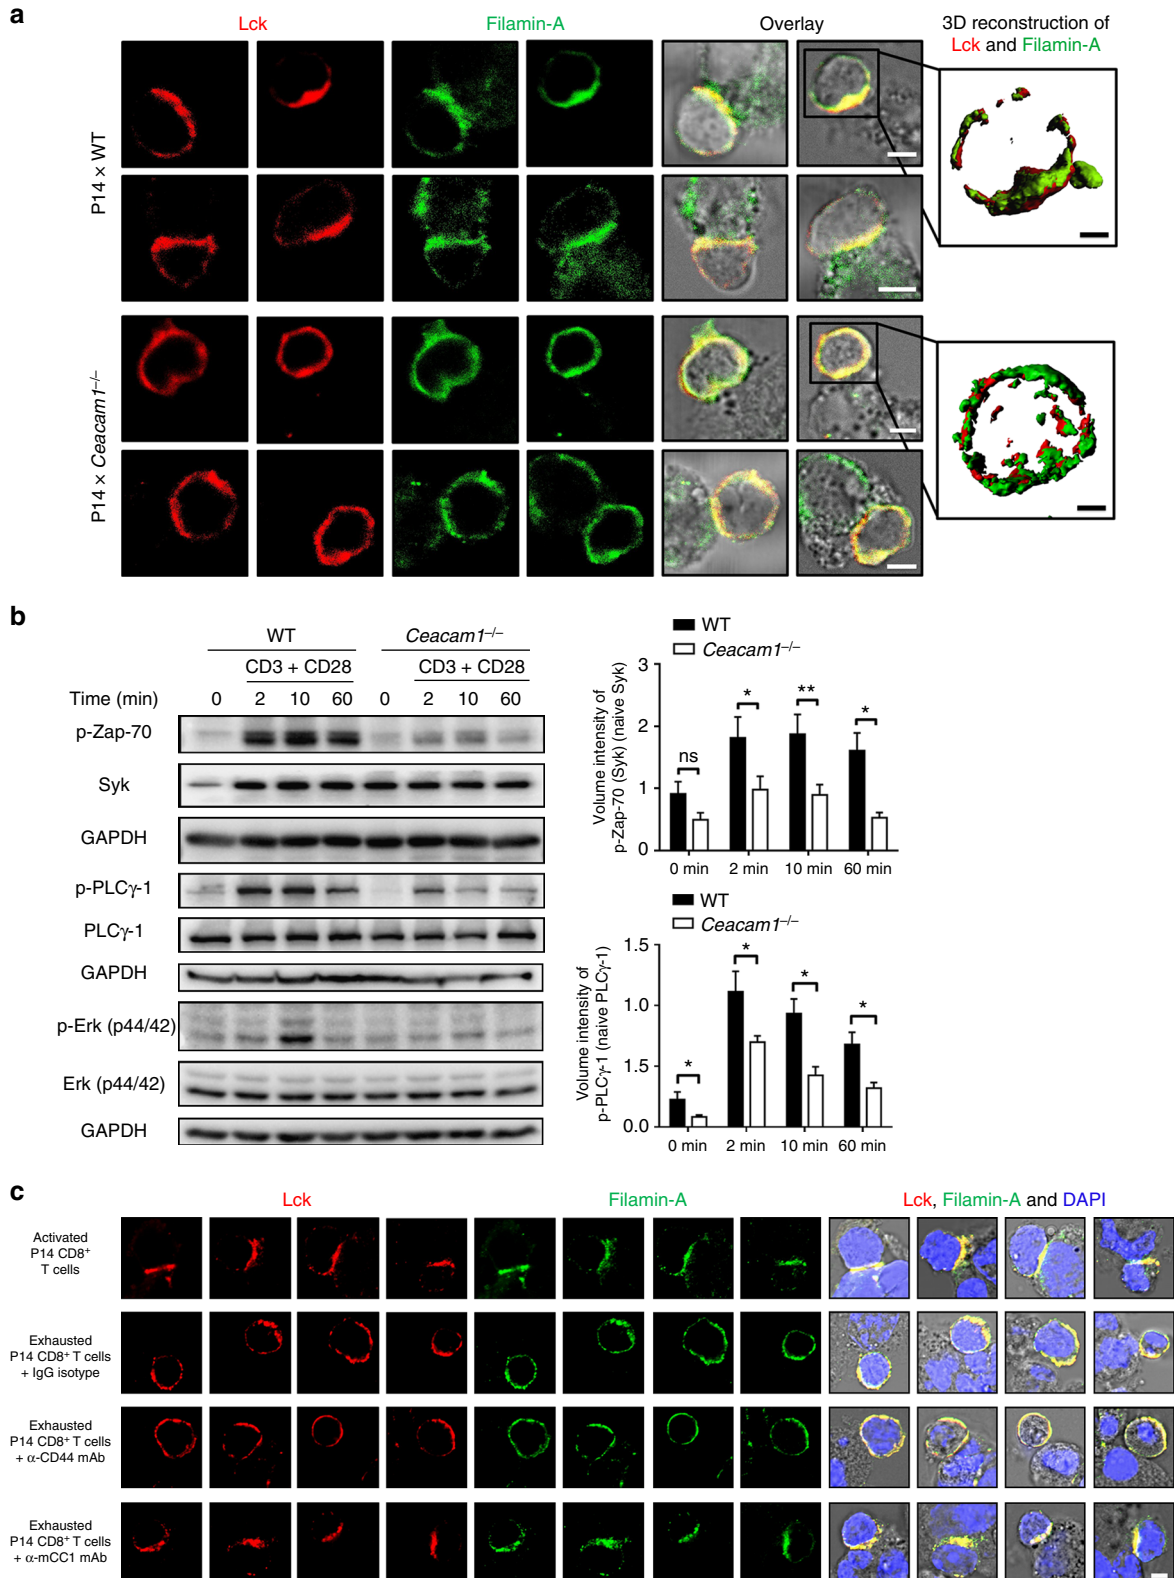 a
Lck
Filamin-A
Overlay
3D reconstruction of
Lck and Filamin-A
P14 × WT
P14 × Ceacam1–/–
b
WT
Ceacam1–/–
CD3 + CD28
CD3 + CD28
Time (min)
0
2
10
60
0
2
10
60
p-Zap-70
Syk
GAPDH
p-PLCγ-1
PLCγ-1
GAPDH
p-Erk (p44/42)
Erk (p44/42)
GAPDH
WT
Ceacam1–/–
Volume intensity of
p-Zap-70 (Syk) (naive Syk)
3
2
1
0
ns
*
**
*
0 min
2 min
10 min
60 min
WT
Ceacam1–/–
Volume intensity of
p-PLCγ-1 (naive PLCγ-1)
1.5
1.0
1.5
0.0
*
*
*
*
0 min
2 min
10 min
60 min
c
Lck
Filamin-A
Lck, Filamin-A and DAPI
Activated
P14 CD8+
T cells
Exhausted
P14 CD8+ T cells
+ IgG isotype
Exhausted
P14 CD8+ T cells
+ α-CD44 mAb
Exhausted
P14 CD8+ T cells
+ α-mCC1 mAb